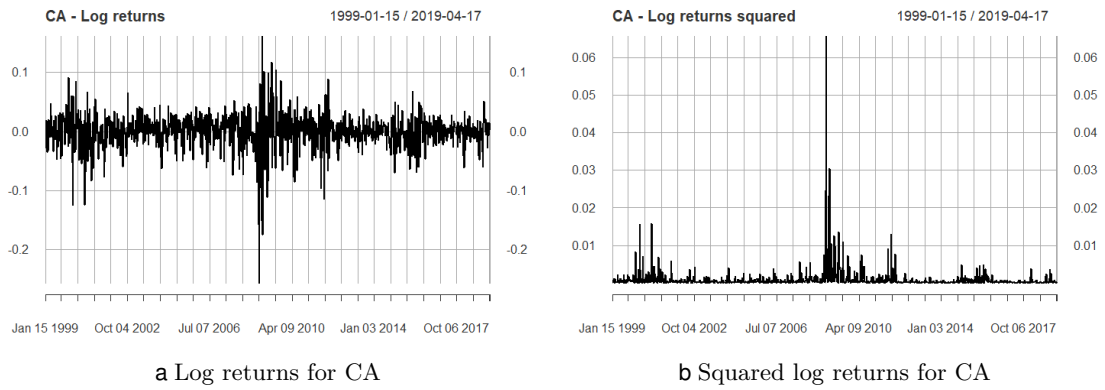 CA - Log returns 1999-01-15 / 2019-04-17
0.1 0.1
0.0 0.0
-0.1 -0.1
-0.2 -0.2
Jan 15 1999 Oct 04 2002 Jul 07 2006 Apr 09 2010 Jan 03 2014 Oct 06 2017
a Log returns for CA
CA - Log returns squared 1999-01-15 / 2019-04-17
0.06 0.06
0.05 0.05
0.04 0.04
0.03 0.03
0.02 0.02
0.01 0.01
Jan 15 1999 Oct 04 2002 Jul 07 2006 Apr 09 2010 Jan 03 2014 Oct 06 2017
b Squared log returns for CA